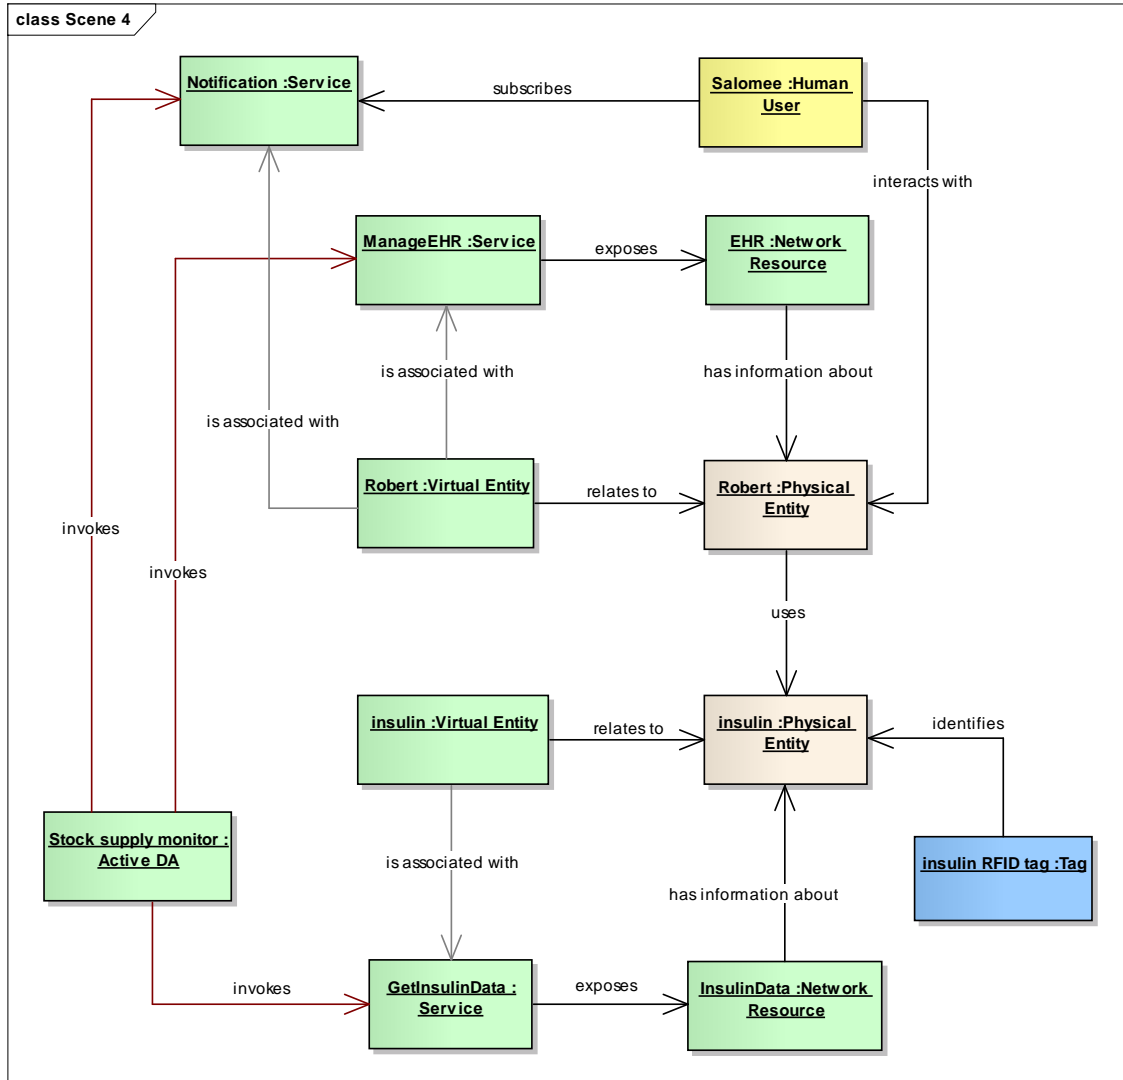 class Scene 4
Notification :Service
subscribes
Salomee :Human
User
interacts with
ManageEHR :Service
exposes
EHR :Network
Resource
is associated with
has information about
is associated with
Robert :Virtual Entity
relates to
Robert :Physical
Entity
invokes
invokes
uses
insulin :Virtual Entity
relates to
insulin :Physical
Entity
identifies
Stock supply monitor :
Active DA
is associated with
insulin RFID tag :Tag
has information about
invokes
GetInsulinData :
Service
exposes
InsulinData :Network
Resource